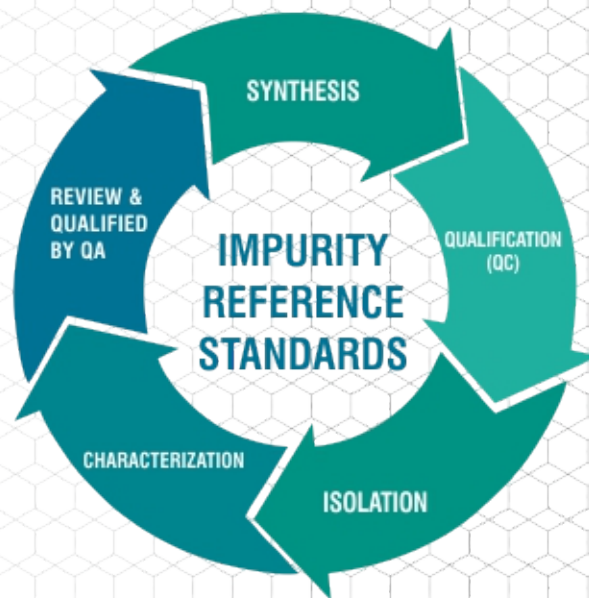 SYNTHESIS
QUALIFICATION
(QC)
ISOLATION
CHARACTERIZATION
REVIEW &
QUALIFIED
BY QA
IMPURITY
REFERENCE
STANDARDS